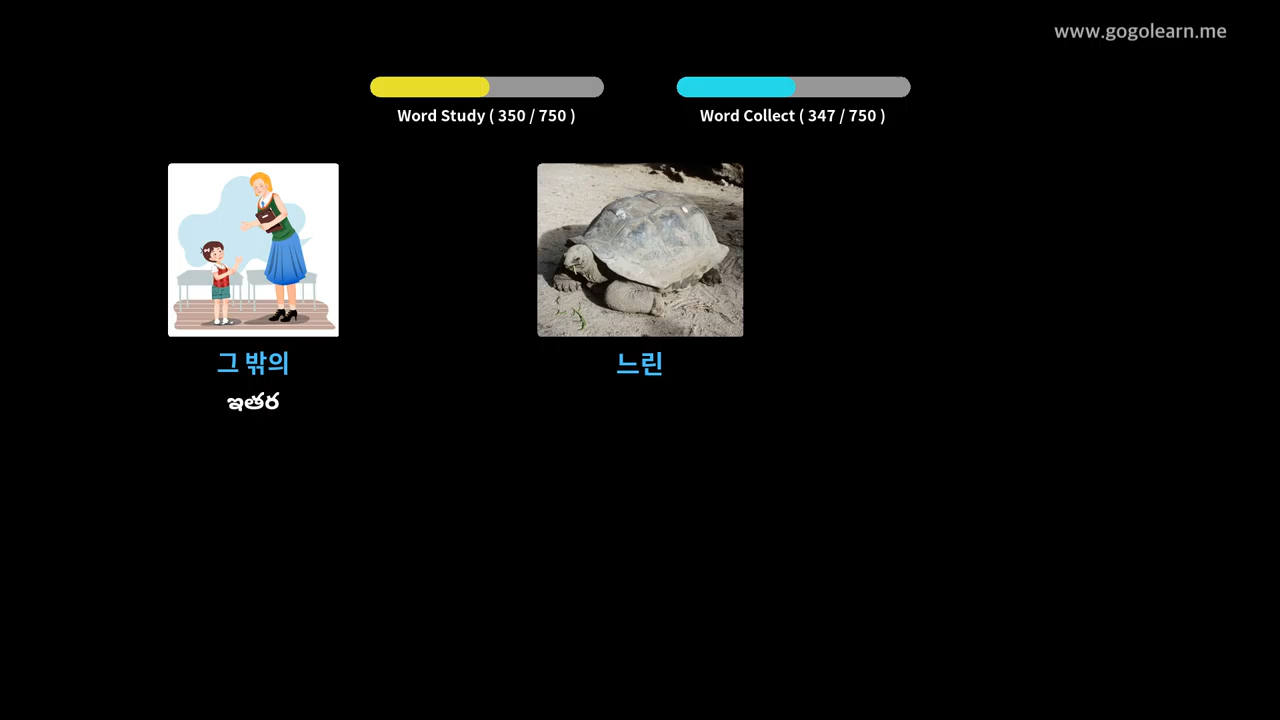 www.gogolearn.me
Word Study ( 350 / 750 )
Word Collect ( 347 / 750 )
그 밖의
ఇతర
느린